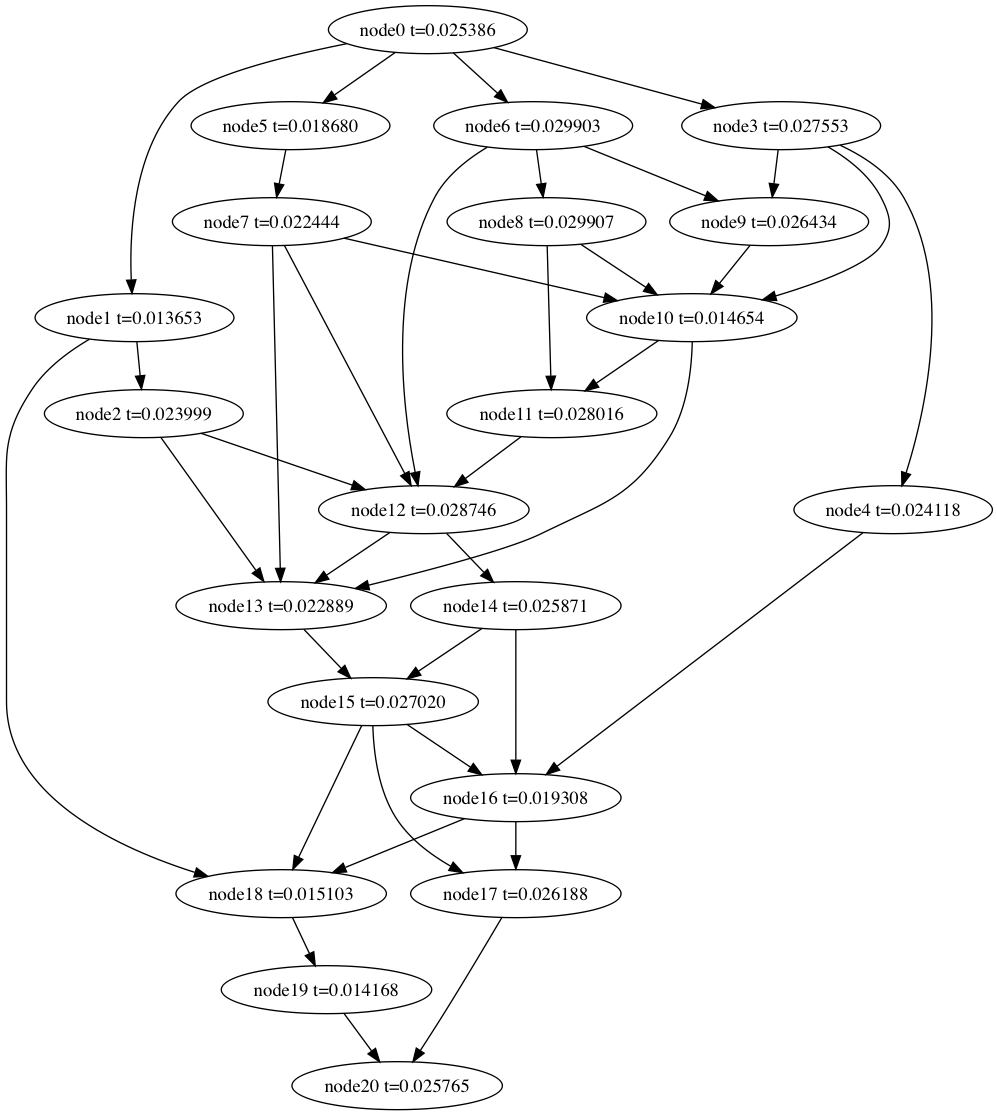 node0 t=0.025386
node5 t=0.018680
node6 t=0.029903
node3 t=0.027553
node7 t=0.022444
node8 t=0.029907
node9 t=0.026434
node1 t=0.013653
node10 t=0.014654
node2 t=0.023999
node11 t=0.028016
node12 t=0.028746
node4 t=0.024118
node13 t=0.022889
node14 t=0.025871
node15 t=0.027020
node16 t=0.019308
node18 t=0.015103
node17 t=0.026188
node19 t=0.014168
node20 t=0.025765